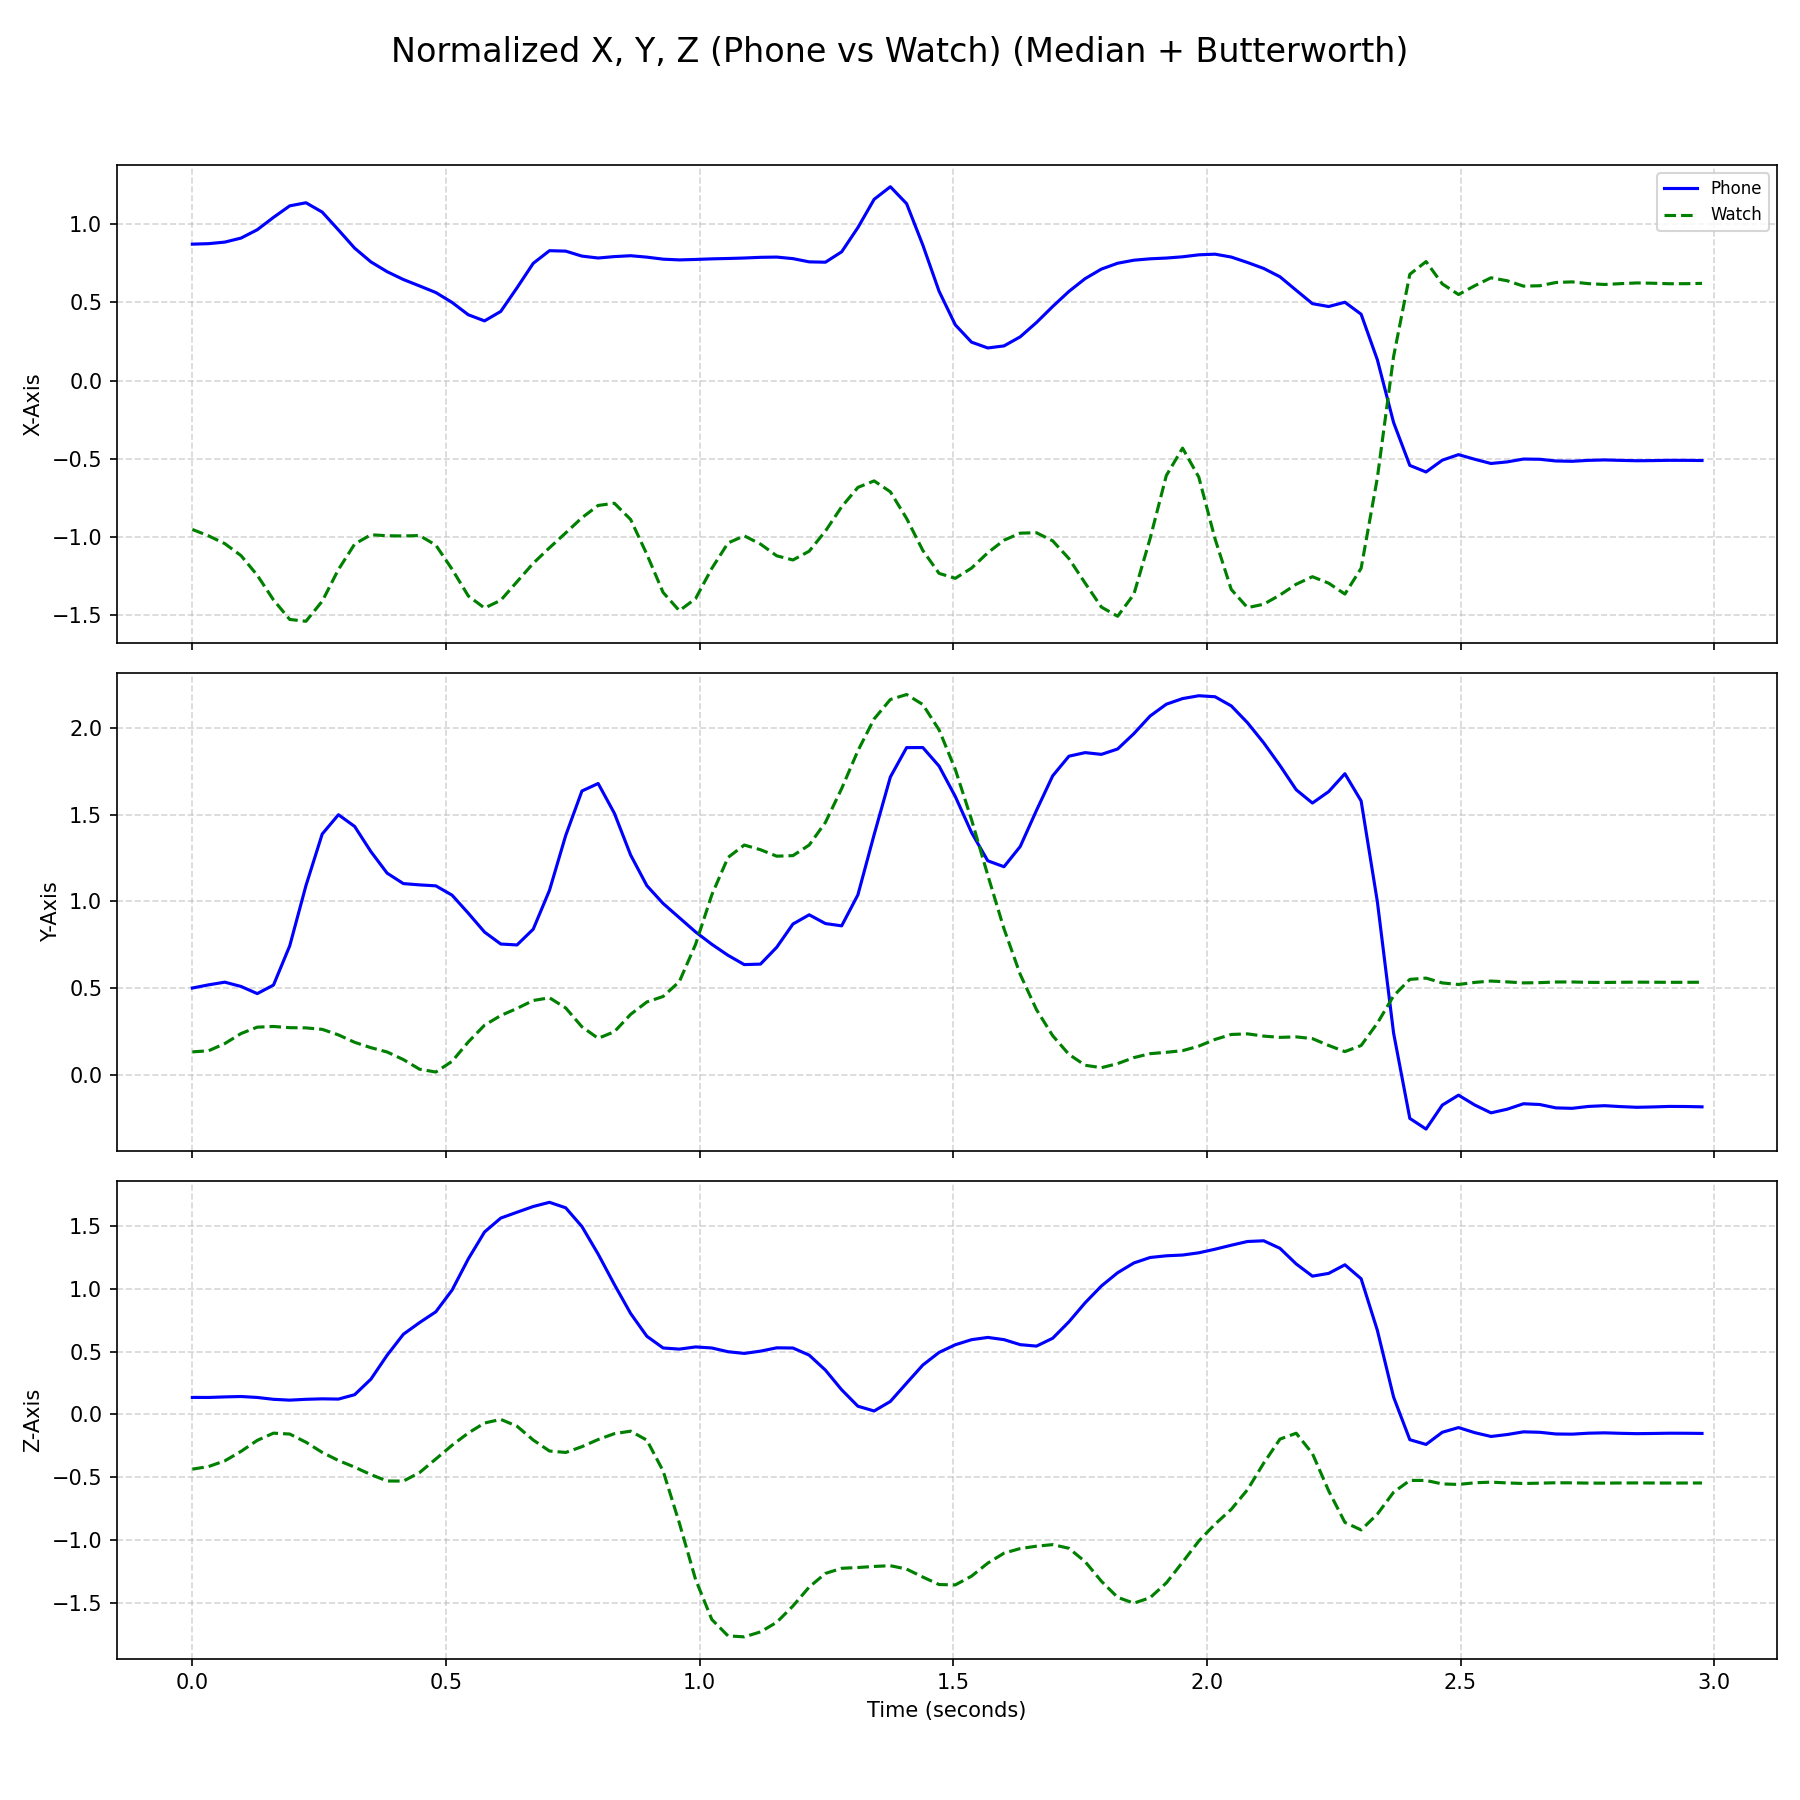 Normalized X, Y, Z (Phone vs Watch) (Median + Butterworth)
Phone
Watch
X-Axis
1.0
0.5
0.0
−0.5
−1.0
−1.5
Y-Axis
2.0
1.5
1.0
0.5
0.0
Z-Axis
1.5
1.0
0.5
0.0
−0.5
−1.0
−1.5
0.0 0.5 1.0 1.5 2.0 2.5 3.0
Time (seconds)